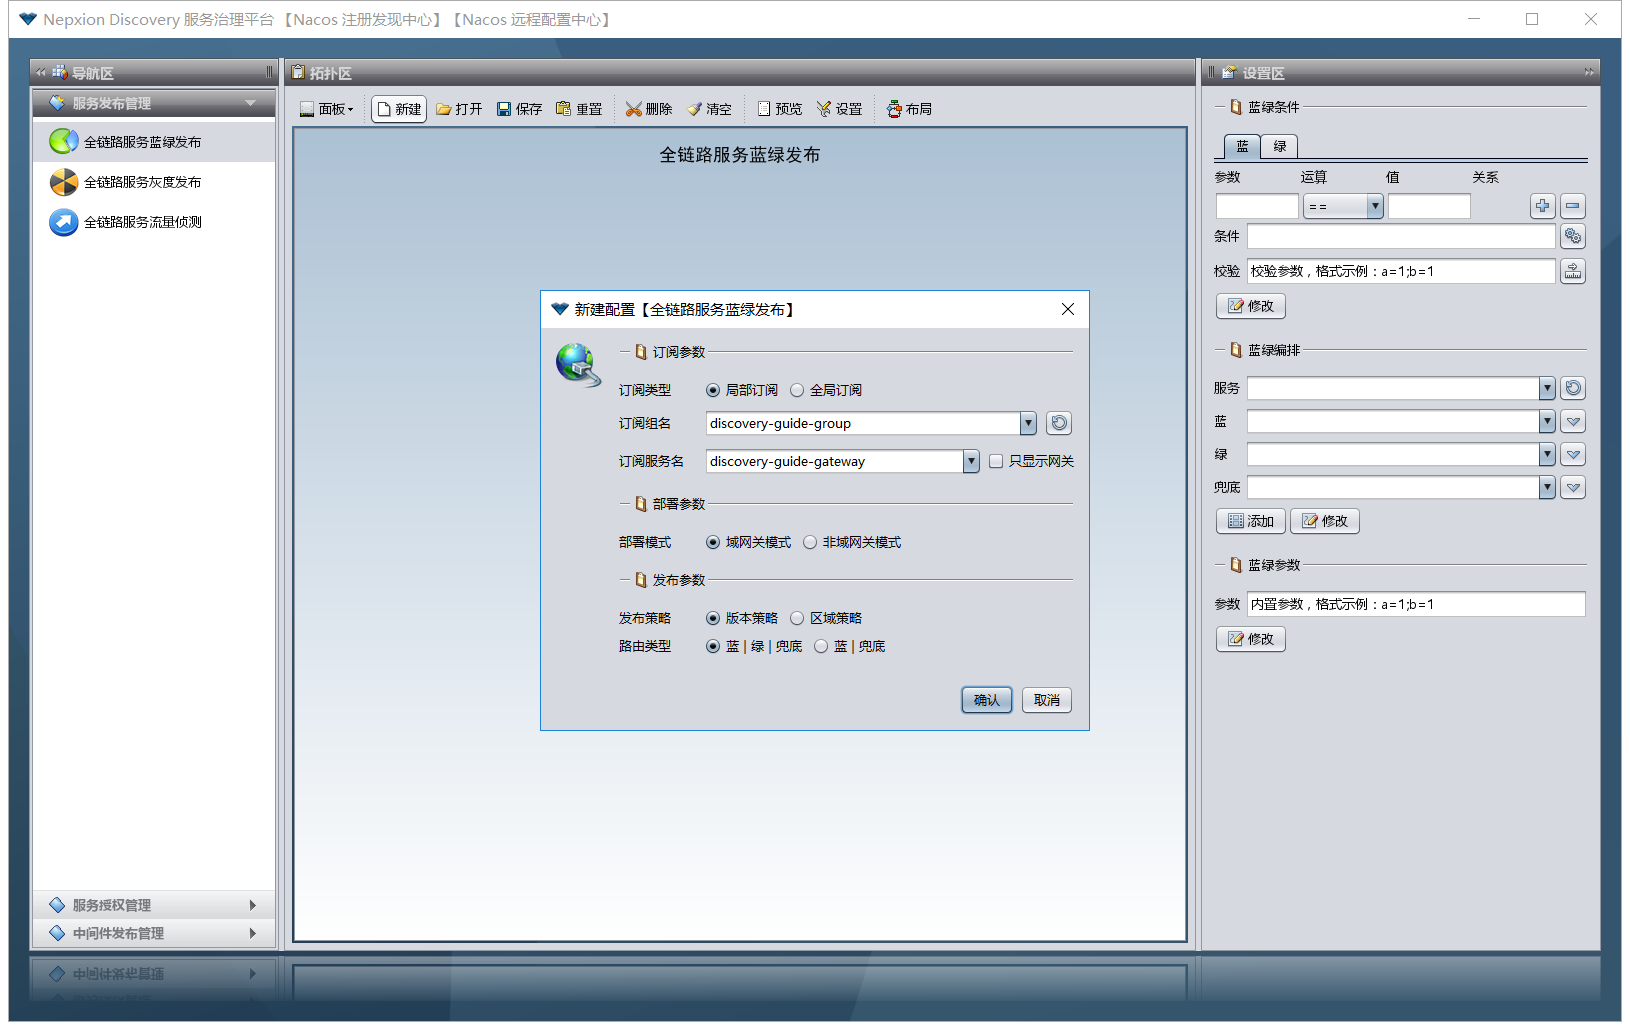 Nepxion Discovery 服务治理平台 【Nacos 注册发现中心】【Nacos 远程配置中心】
导航区
服务发布管理
全链路服务蓝绿发布
全链路服务灰度发布
全链路服务流量侦测
服务授权管理
中间件发布管理
拓扑区
面板 新建 打开 保存 重置 删除 清空 预览 设置 布局
全链路服务蓝绿发布
新建配置【全链路服务蓝绿发布】
订阅参数
订阅类型 局部订阅 全局订阅
订阅组名 discovery-guide-group
订阅服务名 discovery-guide-gateway 只显示网关
部署参数
部署模式 域网关模式 非域网关模式
发布参数
发布策略 版本策略 区域策略
路由类型 蓝 | 绿 | 兜底 蓝 | 兜底
确认 取消
设置区
蓝绿条件
蓝 绿
参数 运算 值 关系
==
条件
校验 校验参数，格式示例：a=1;b=1
修改
蓝绿编排
服务
蓝
绿
兜底
添加 修改
蓝绿参数
参数 内置参数，格式示例：a=1;b=1
修改
中间件发布管理